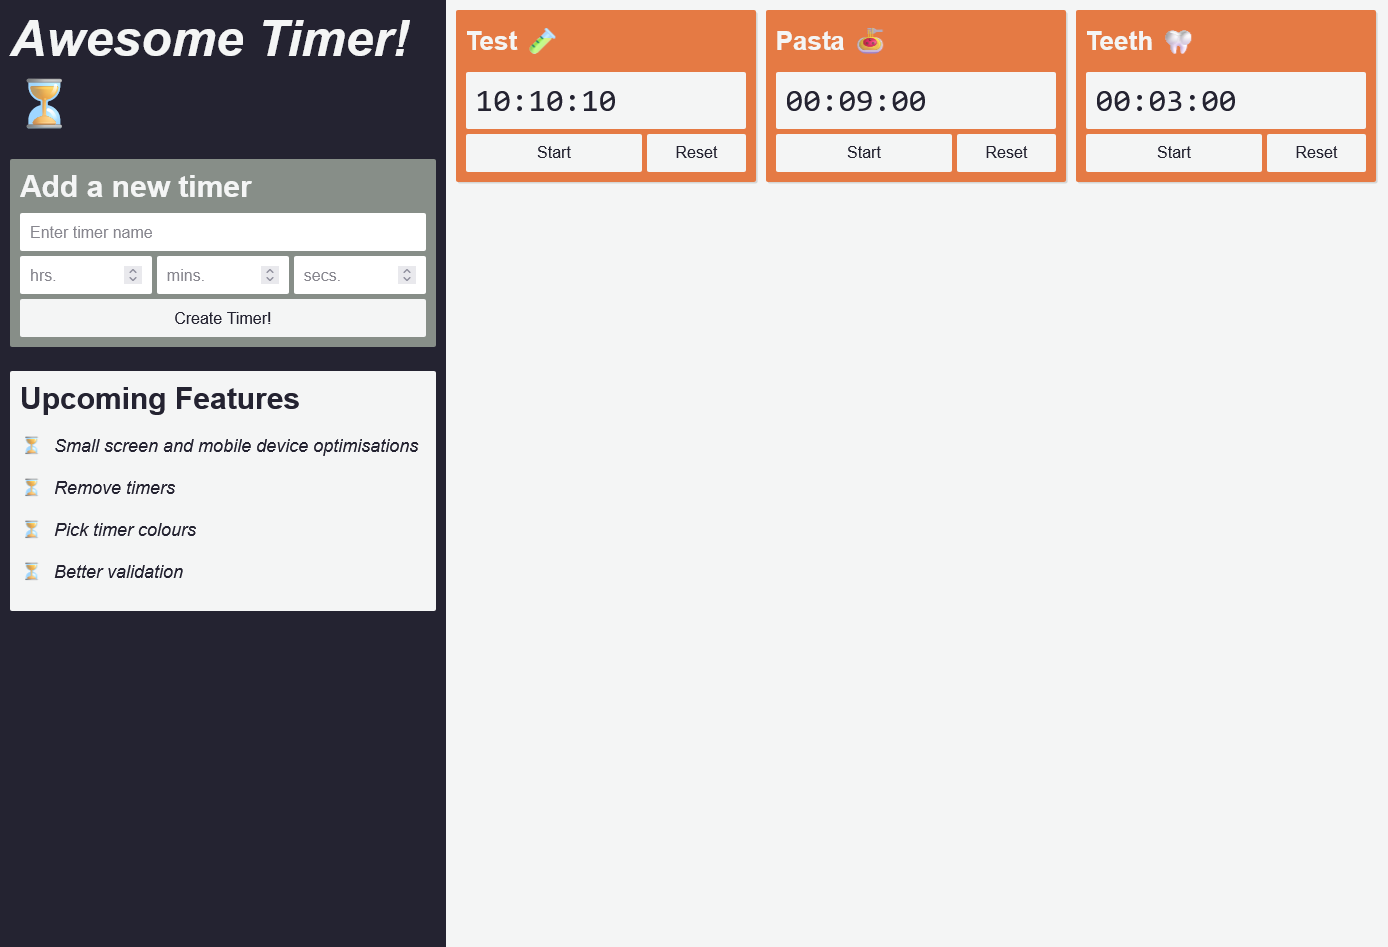 Awesome Timer!
⏳
Add a new timer
Enter timer name
hrs. mins. secs.
Create Timer!
Upcoming Features
⏳ Small screen and mobile device optimisations
⏳ Remove timers
⏳ Pick timer colours
⏳ Better validation
Test 🧪
10:10:10
Start Reset
Pasta 🍝
00:09:00
Start Reset
Teeth 🦷
00:03:00
Start Reset